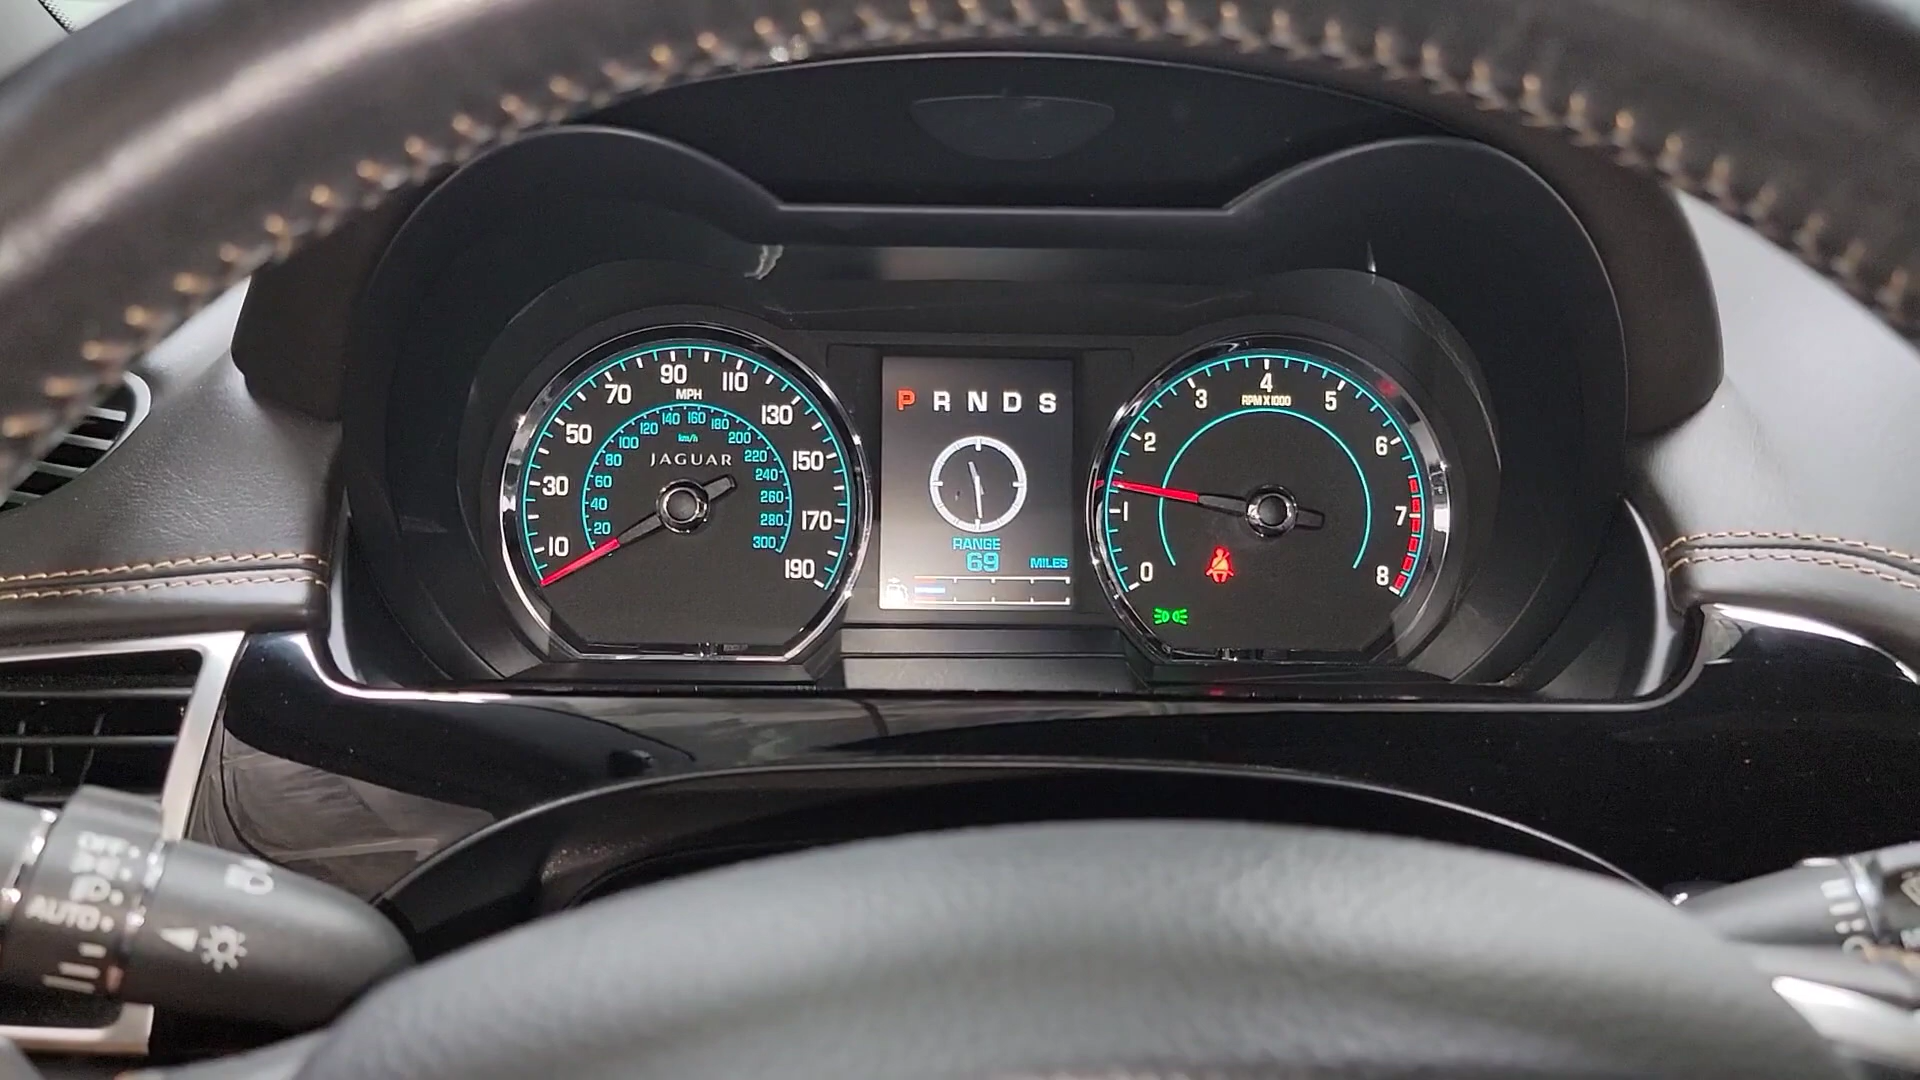 10 30 50 70 90 110 130 150 170 190
MPH
20 40 60 80 100 120 140 160 180 200 220 240 260 280 300
km/h
JAGUAR
P R N D S
RANGE
69 MILES
0 1 2 3 4 5 6 7 8
RPM X 1000
OFF
AUTO